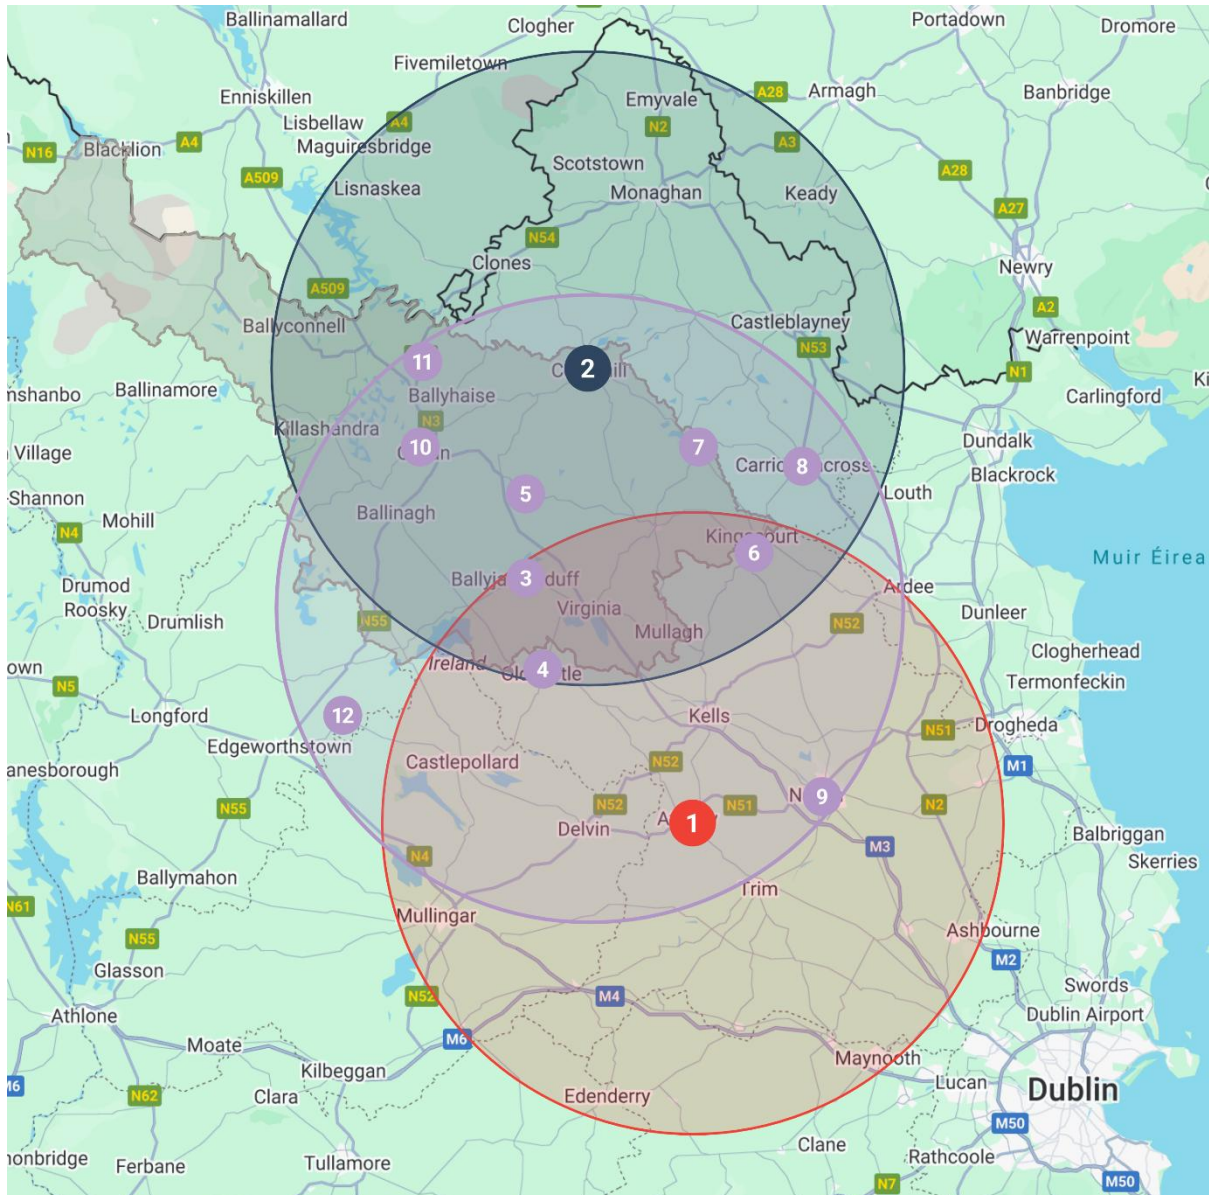 Ballinamallard
Clogher
Portadown
Dromore
Fivemiletown
Enniskillen
Emyvale
A28
Armagh
Banbridge
Lisbellaw
A4
N2
Maguiresbridge
N16
Blacklion
A4
A3
Scotstown
A509
Lisnaskea
Monaghan
Keady
A28
A27
N54
Clones
Newry
A509
A2
Ballyconnell
Castleblayney
Warrenpoint
N53
11
2
N1
mshanbo
Ballinamore
Ballyhaise
Carlingford
N3
Killashandra
Village
10
7
Dundalk
8
Blackrock
-Shannon
5
Louth
Mohill
Ballinagh
N4
6
Muir Éirea
Drumod
3
Ardee
Roosky
Virginia
Dunleer
Drumlish
N55
Mullagh
N52
Ireland
4
Clogherhead
own
Termonfeckin
N5
Longford
12
Kells
N51
Drogheda
Edgeworthstown
Castlepollard
N52
M1
anesborough
N55
N52
N51
9
N2
Delvin
1
Balbriggan
N4
M3
Skerries
Ballymahon
Trim
N61
Mullingar
N55
Ashbourne
Glasson
M2
N52
M4
Swords
Athlone
Dublin Airport
Moate
M6
Maynooth
Kilbeggan
M6
N62
Clara
Edenderry
Lucan
Dublin
M50
Clane
nonbridge
Ferbane
Tullamore
Rathcoole
N7
M50